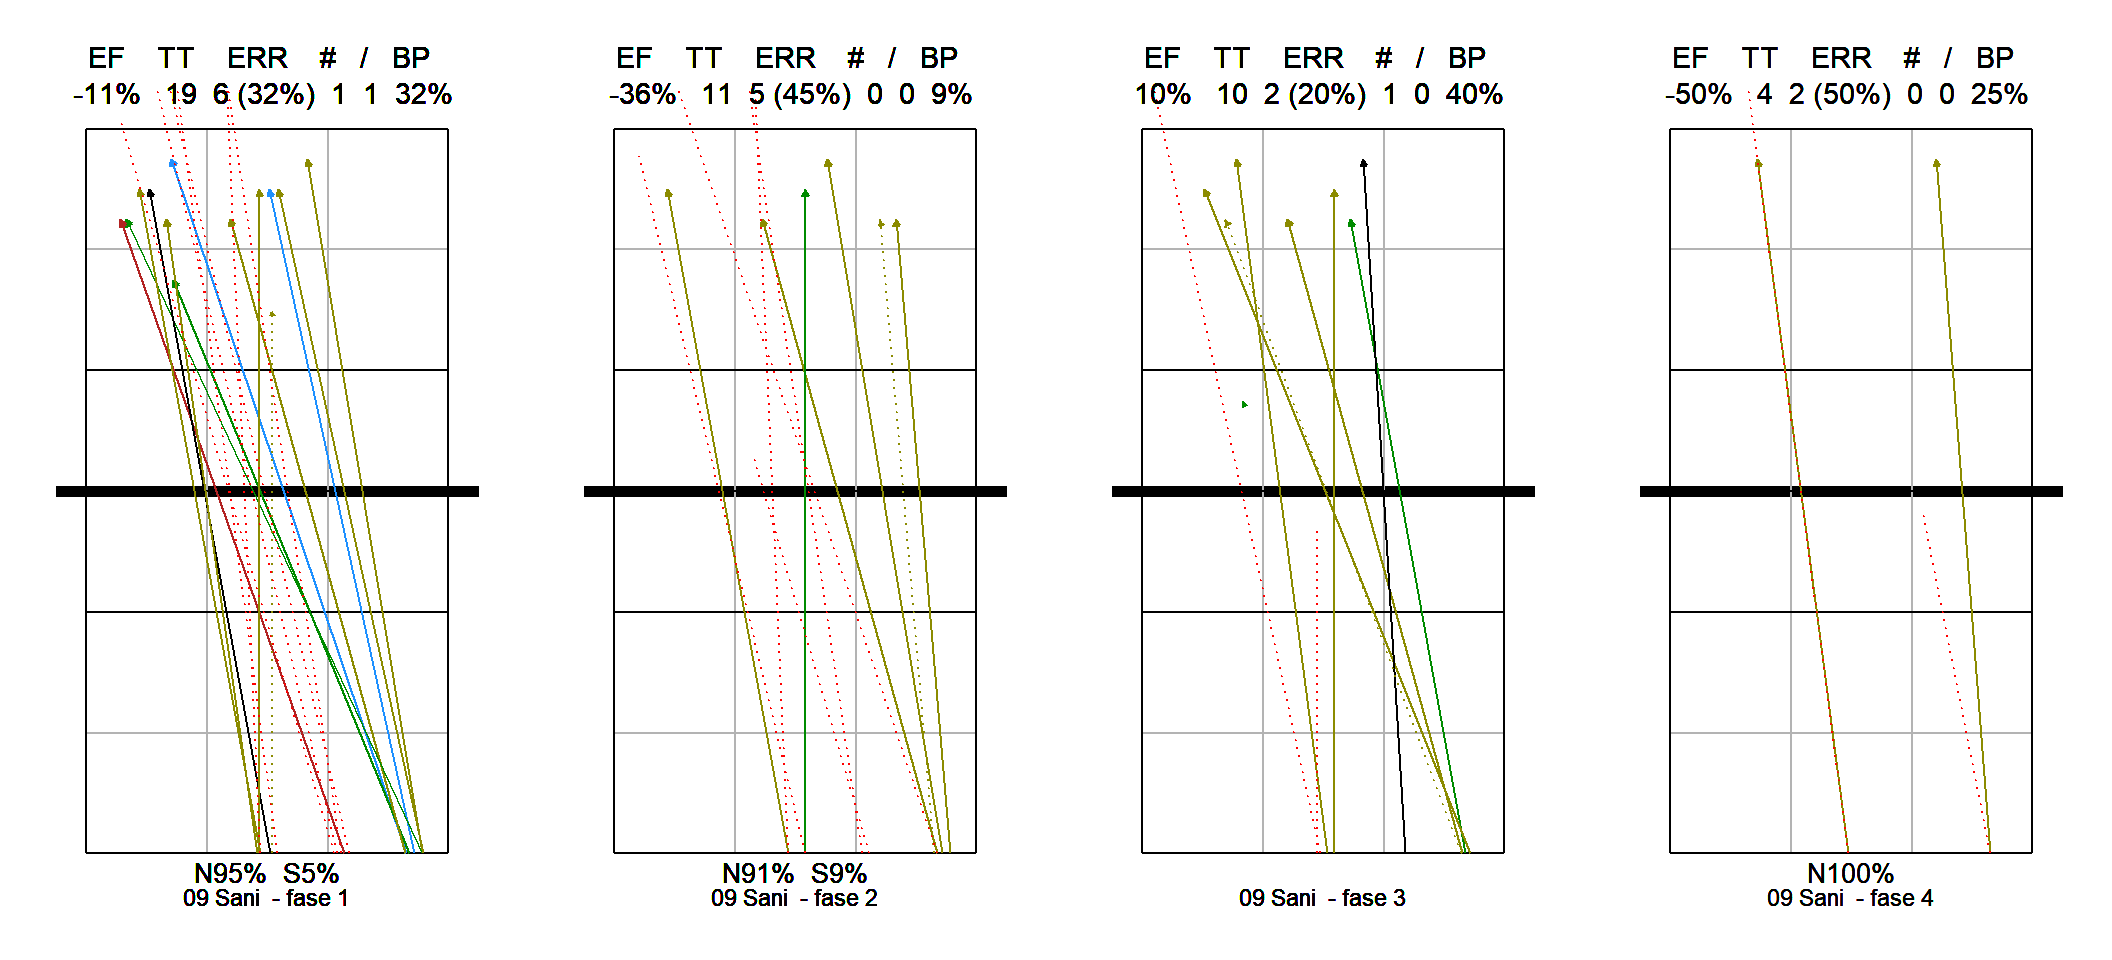 EF TT ERR # / BP
-11% 19 6 (32%) 1 1 32%
N95% S5%
09 Sani - fase 1
EF TT ERR # / BP
-36% 11 5 (45%) 0 0 9%
N91% S9%
09 Sani - fase 2
EF TT ERR # / BP
10% 10 2 (20%) 1 0 40%
09 Sani - fase 3
EF TT ERR # / BP
-50% 4 2 (50%) 0 0 25%
N100%
09 Sani - fase 4